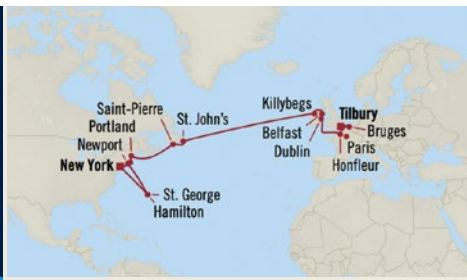 Saint-Pierre
St. John's
Portland
Newport
New York
St. George
Hamilton
Killybegs
Tilbury
Belfast
Bruges
Dublin
Paris
Honfleur